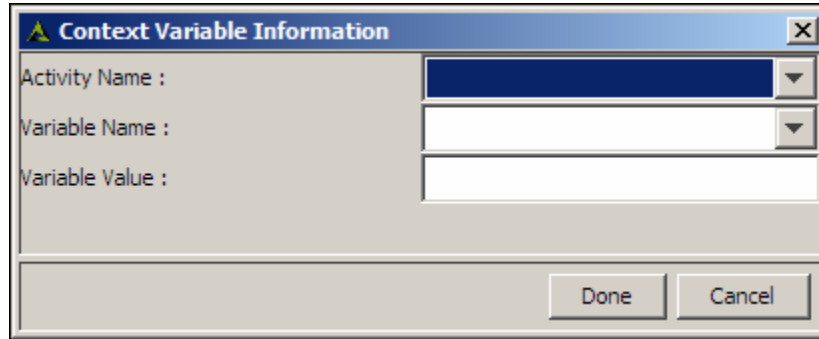 Context Variable Information
Activity Name :
Variable Name :
Variable Value :
Done Cancel